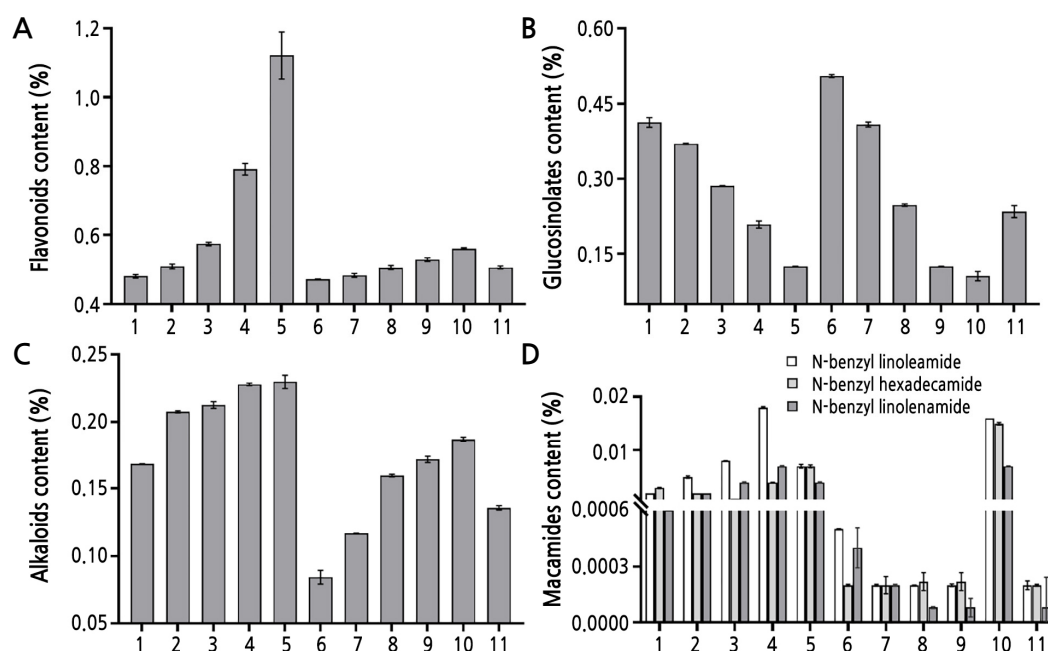 A
Flavonoids content (%)
1.2
1.0
0.8
0.6
0.4
1 2 3 4 5 6 7 8 9 10 11
B
Glucosinolates content (%)
0.60
0.45
0.30
0.15
1 2 3 4 5 6 7 8 9 10 11
C
Alkaloids content (%)
0.25
0.20
0.15
0.10
0.05
1 2 3 4 5 6 7 8 9 10 11
D
N-benzyl linoleamide
N-benzyl hexadecamide
N-benzyl linolenamide
Macamides content (%)
0.02
0.01
0.0006
0.0003
0.0000
1 2 3 4 5 6 7 8 9 10 11